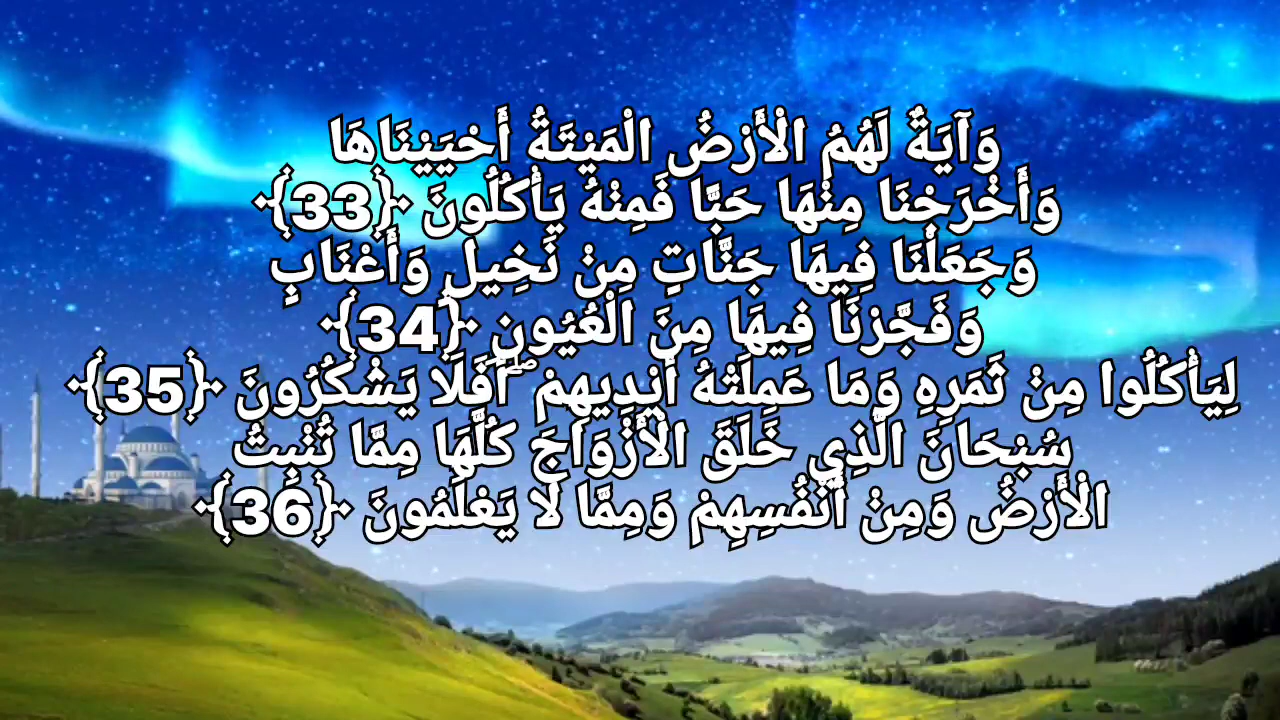 وَآيَةٌ لَهُمُ الْأَرْضُ الْمَيْتَةُ أَحْيَيْنَاهَا
وَأَخْرَجْنَا مِنْهَا حَبًّا فَمِنْهُ يَأْكُلُونَ ﴿33﴾
وَجَعَلْنَا فِيهَا جَنَّاتٍ مِنْ نَخِيلٍ وَأَعْنَابٍ
وَفَجَّرْنَا فِيهَا مِنَ الْعُيُونِ ﴿34﴾
لِيَأْكُلُوا مِنْ ثَمَرِهِ وَمَا عَمِلَتْهُ أَيْدِيهِمْ ۖ أَفَلَا يَشْكُرُونَ ﴿35﴾
سُبْحَانَ الَّذِي خَلَقَ الْأَزْوَاجَ كُلَّهَا مِمَّا تُنْبِتُ
الْأَرْضُ وَمِنْ أَنْفُسِهِمْ وَمِمَّا لَا يَعْلَمُونَ ﴿36﴾